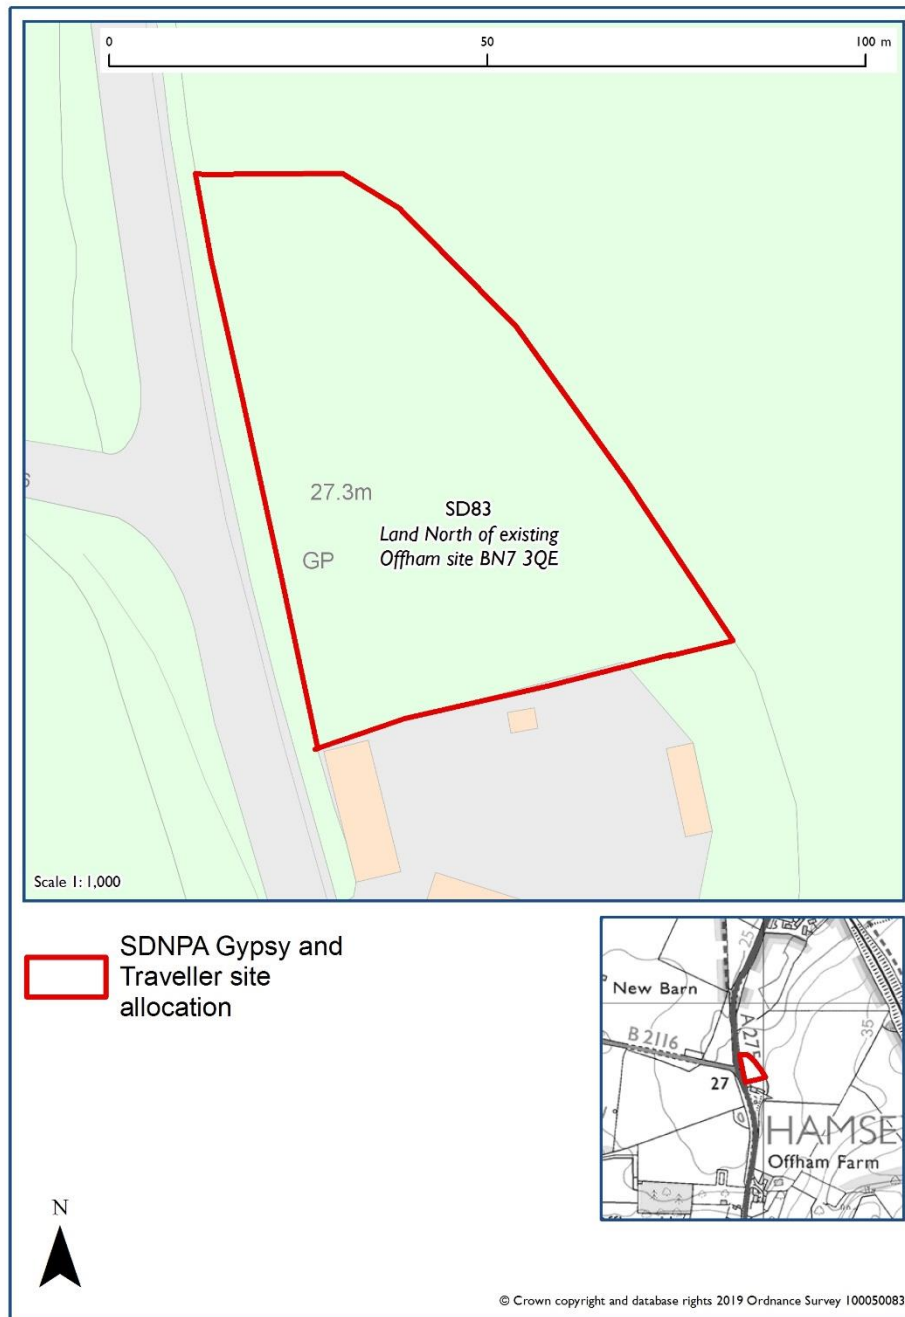 0 50 100 m
27.3m
GP
SD83
Land North of existing
Offham site BN7 3QE
Scale 1: 1,000
SDNPA Gypsy and
Traveller site
allocation
New Barn
25
A 275
35
B 2116
27
HAMSE
Offham Farm
N
© Crown copyright and database rights 2019 Ordnance Survey 100050083